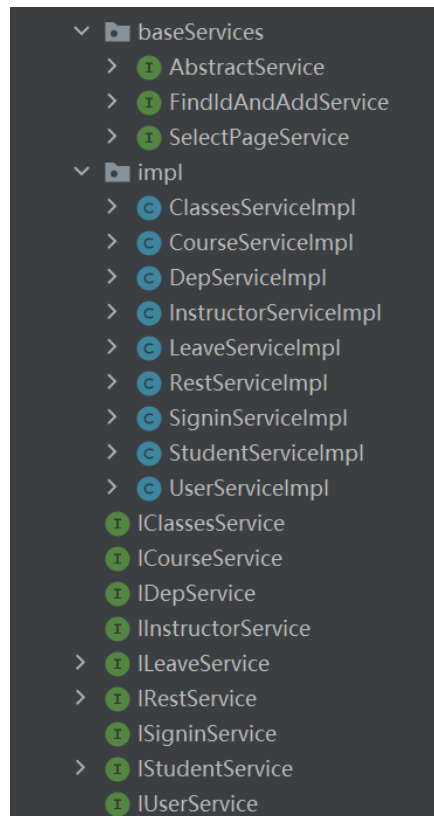 baseServices
I AbstractService
I FindIdAndAddService
I SelectPageService
impl
C ClassesServiceImpl
C CourseServiceImpl
C DepServiceImpl
C InstructorServiceImpl
C LeaveServiceImpl
C RestServiceImpl
C SigninServiceImpl
C StudentServiceImpl
C UserServiceImpl
I IClassesService
I ICourseService
I IDepService
I IInstructorService
I ILeaveService
I IRestService
I ISigninService
I IStudentService
I IUserService